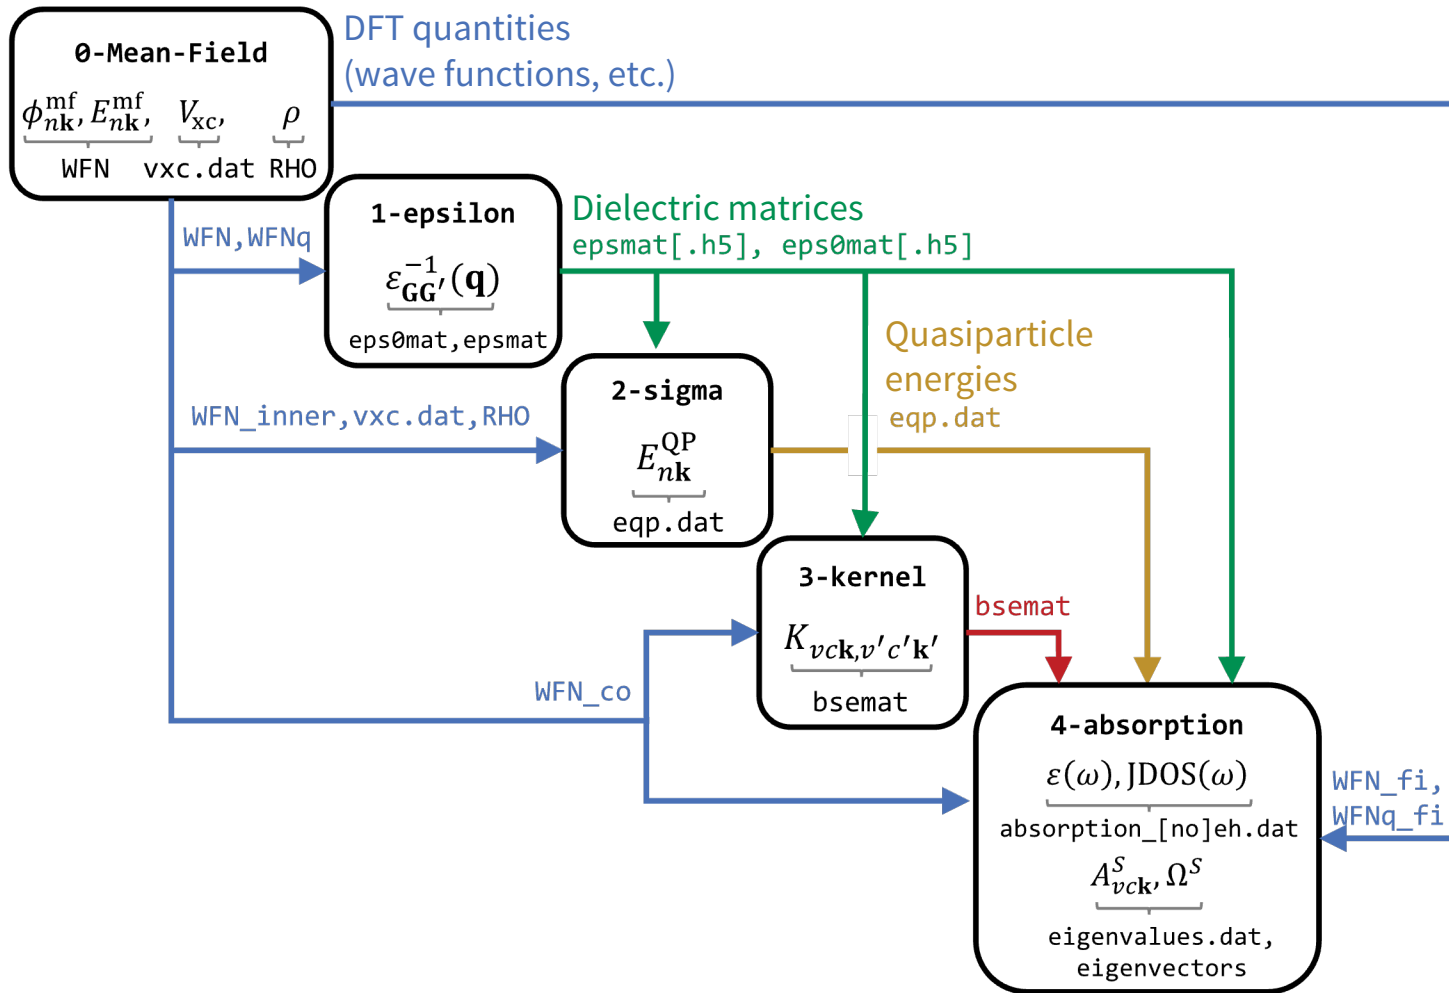 0-Mean-Field
ϕ^mf_nk, E^mf_nk, V_xc, ρ
WFN vxc.dat RHO
DFT quantities
(wave functions, etc.)
WFN,WFNq
1-epsilon
ε^−1_GG′(q)
eps0mat,epsmat
Dielectric matrices
epsmat[.h5], eps0mat[.h5]
WFN_inner,vxc.dat,RHO
2-sigma
E^QP_nk
eqp.dat
Quasiparticle
energies
eqp.dat
WFN_co
3-kernel
K_vck,v′c′k′
bsemat
bsemat
4-absorption
ε(ω), JDOS(ω)
absorption_[no]eh.dat
A^S_vck, Ω^S
eigenvalues.dat,
eigenvectors
WFN_fi,
WFNq_fi